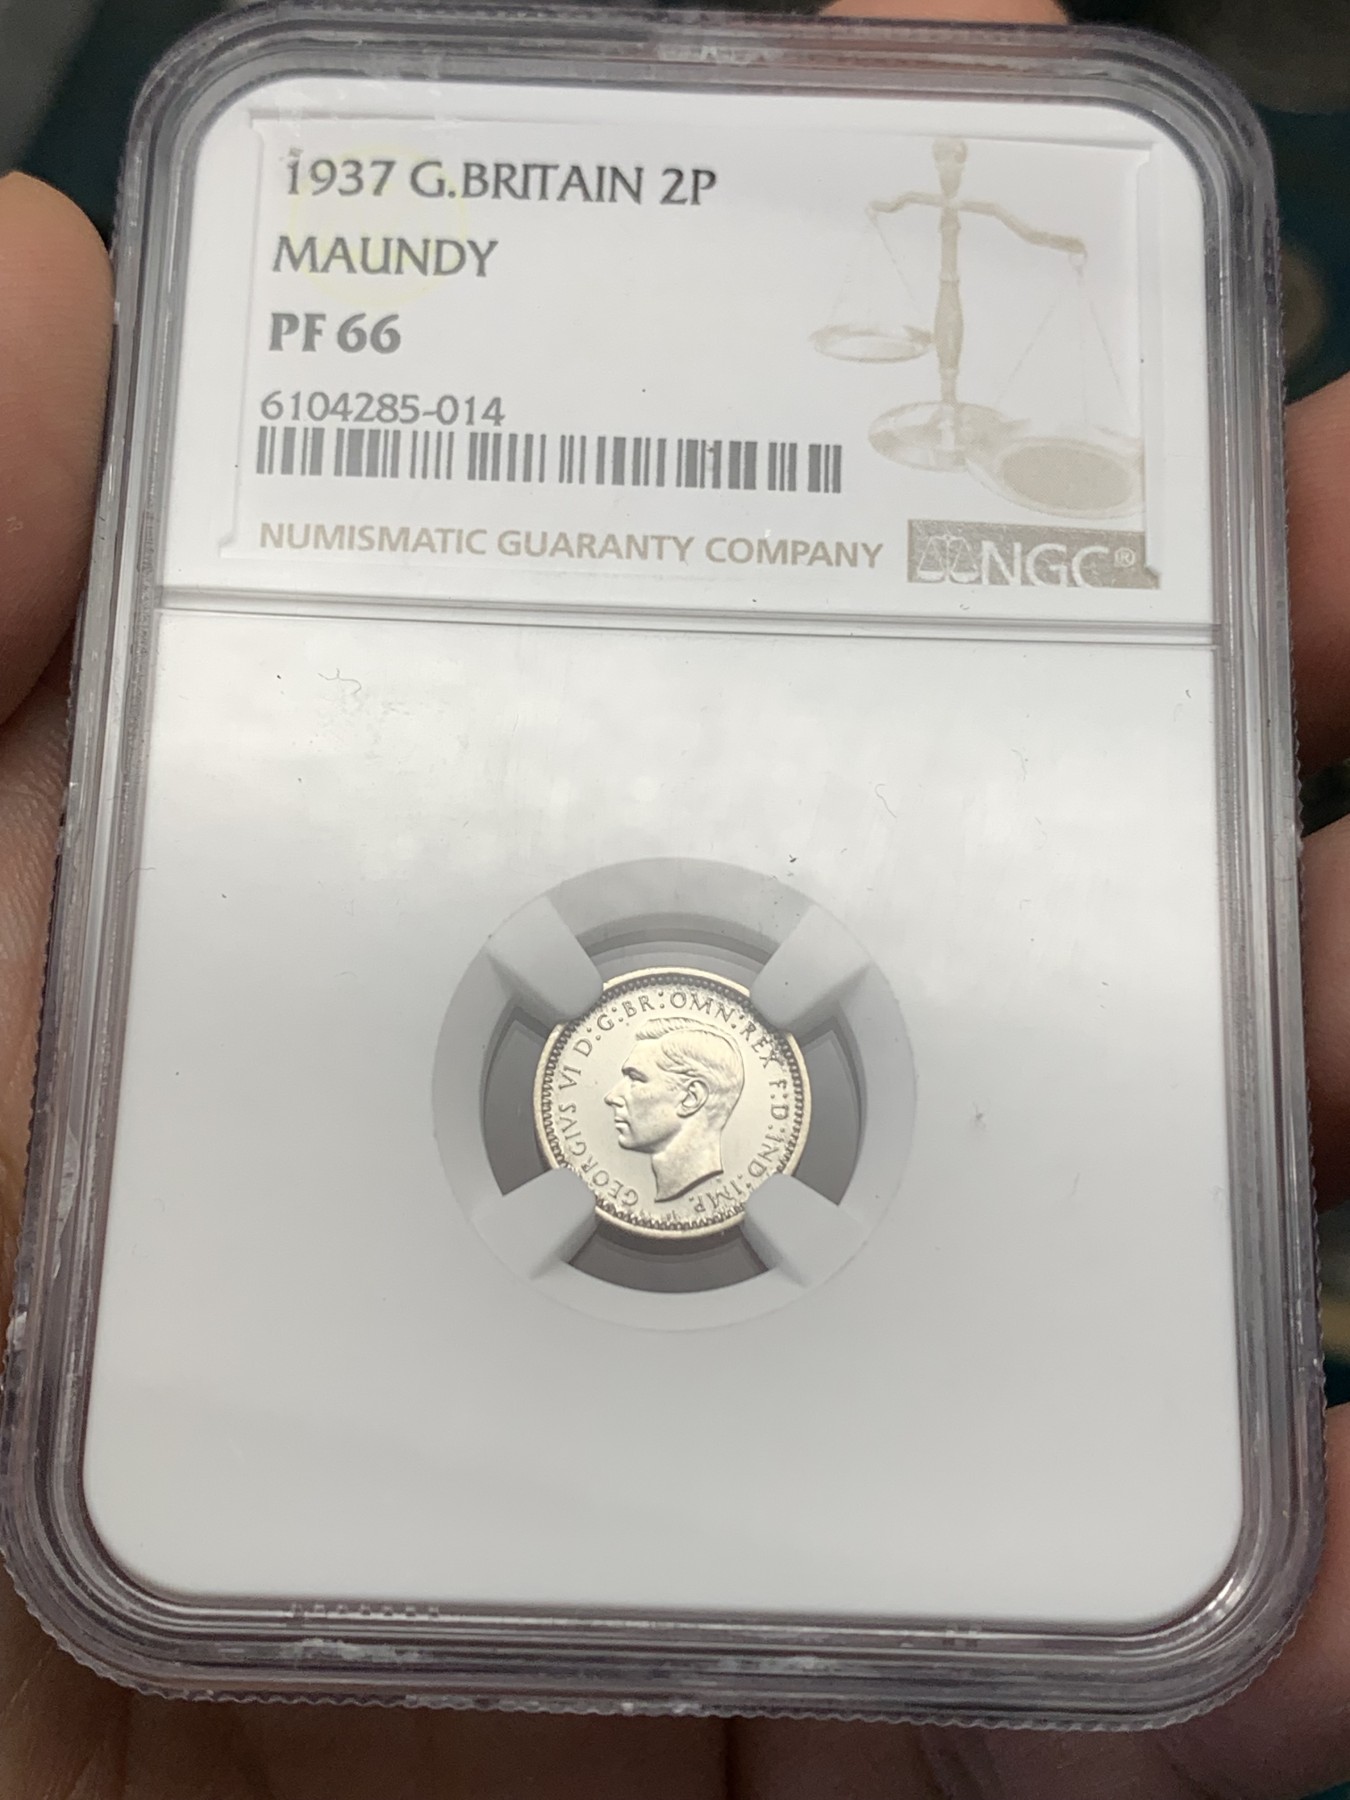 1937 G.BRITAIN 2P
MAUNDY
PF 66
6104285-014
NUMISMATIC GUARANTY COMPANY
NGC®
GEORGIVS VI D:G:BR:OMN:REX F:D:IND:IMP.